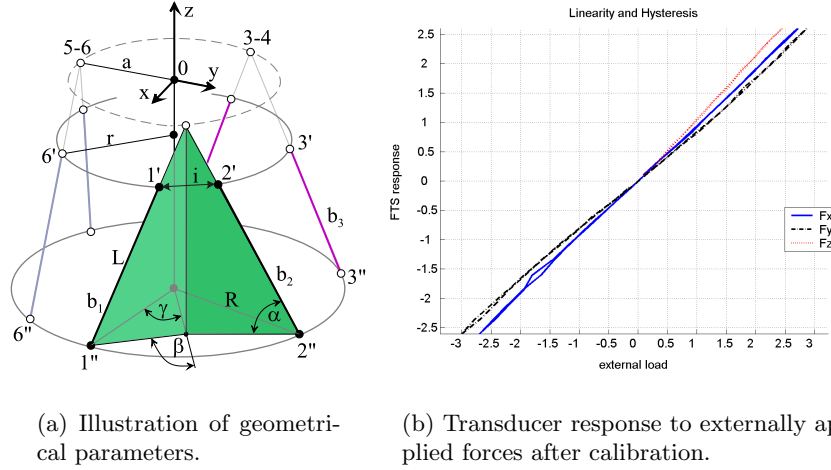 z
5-6
3-4
a
0
y
x
r
6'
3'
1'
i
2'
b3
L
b2
b1
R
3"
γ
α
6"
β
1"
2"
Linearity and Hysteresis
2.5
2
1.5
1
0.5
0
-0.5
-1
-1.5
-2
-2.5
FTS response
-3 -2.5 -2 -1.5 -1 -0.5 0 0.5 1 1.5 2 2.5 3
external load
Fx
Fy
Fz
(a) Illustration of geometri-
cal parameters.
(b) Transducer response to externally ap
plied forces after calibration.